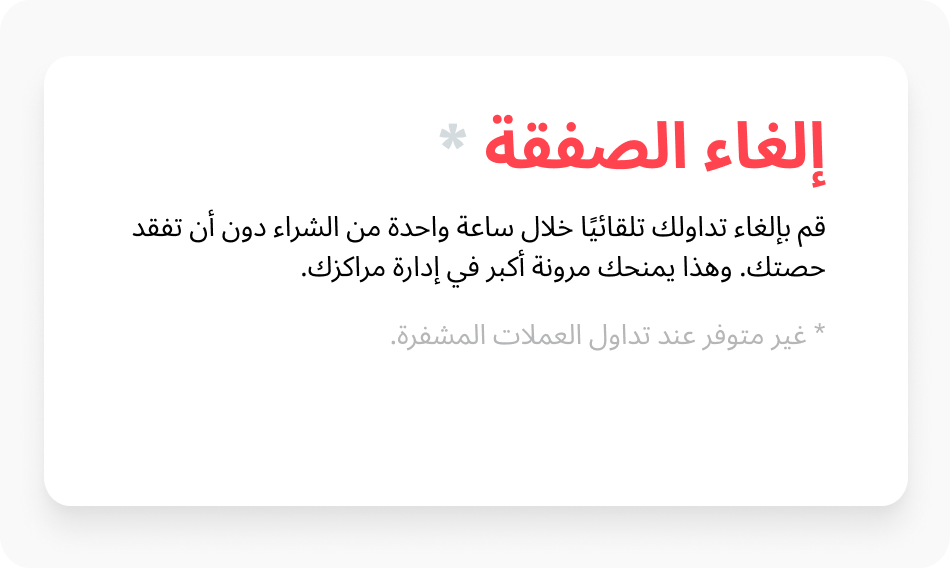 إلغاء الصفقة *
قم بإلغاء تداولك تلقائيًا خلال ساعة واحدة من الشراء دون أن تفقد
حصتك. وهذا يمنحك مرونة أكبر في إدارة مراكزك.
* غير متوفر عند تداول العملات المشفرة.